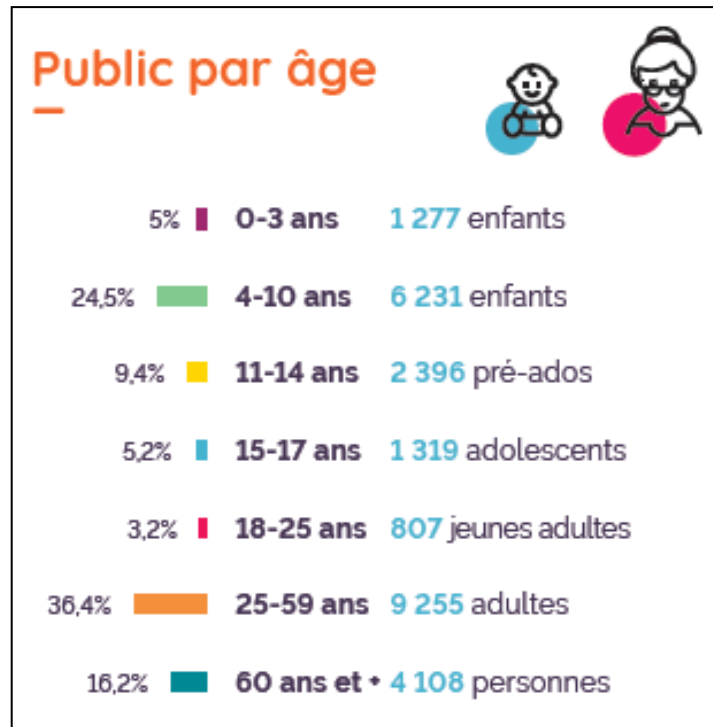 Public par âge
5% 0-3 ans 1 277 enfants
24,5% 4-10 ans 6 231 enfants
9,4% 11-14 ans 2 396 pré-ados
5,2% 15-17 ans 1 319 adolescents
3,2% 18-25 ans 807 jeunes adultes
36,4% 25-59 ans 9 255 adultes
16,2% 60 ans et + 4 108 personnes